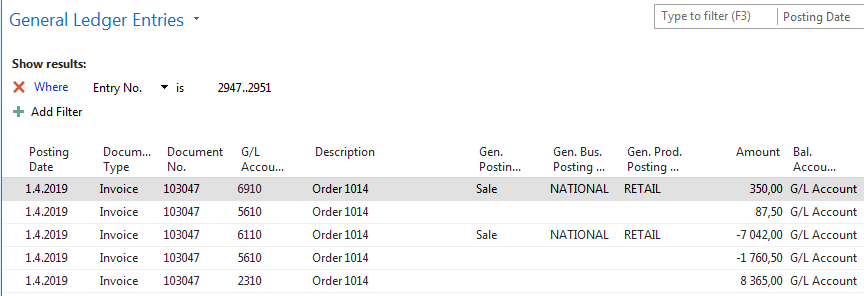 General Ledger Entries
Type to filter (F3) Posting Date
Show results:
Where Entry No. is 2947..2951
Add Filter
Posting Date Docum... Type Document No. G/L Accou... Description Gen. Postin... Gen. Bus. Posting ... Gen. Prod. Posting ... Amount Bal. Accou...
1.4.2019 Invoice 103047 6910 Order 1014 Sale NATIONAL RETAIL 350,00 G/L Account
1.4.2019 Invoice 103047 5610 Order 1014 87,50 G/L Account
1.4.2019 Invoice 103047 6110 Order 1014 Sale NATIONAL RETAIL -7 042,00 G/L Account
1.4.2019 Invoice 103047 5610 Order 1014 -1 760,50 G/L Account
1.4.2019 Invoice 103047 2310 Order 1014 8 365,00 G/L Account